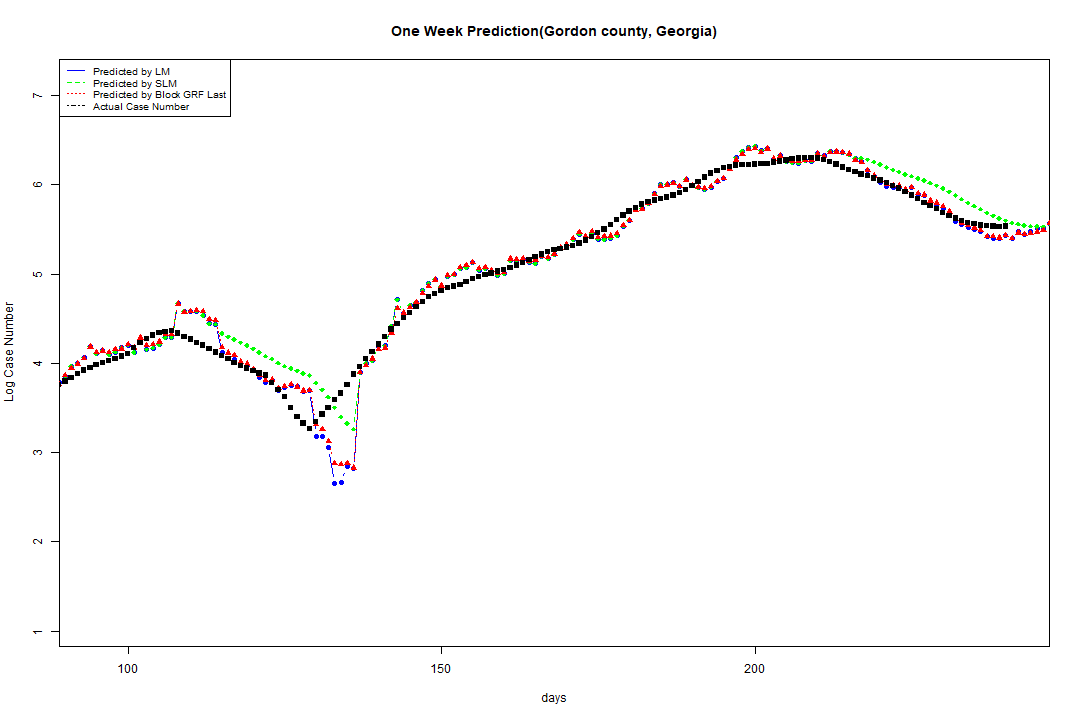 One Week Prediction(Gordon county, Georgia)
Predicted by LM
Predicted by SLM
Predicted by Block GRF Last
Actual Case Number
7
6
5
4
3
2
1
Log Case Number
100 150 200
days